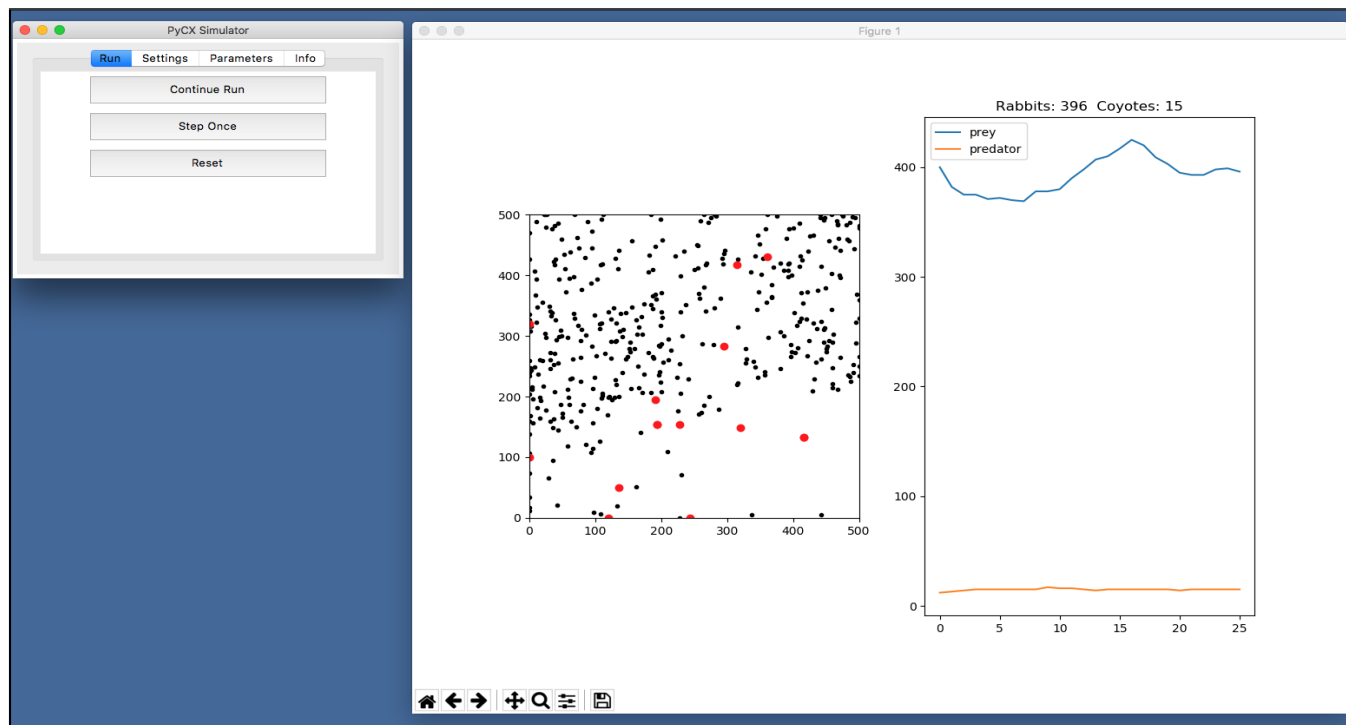 PyCX Simulator
Run Settings Parameters Info
Continue Run
Step Once
Reset
Figure 1
500
400
300
200
100
0
0 100 200 300 400 500
Rabbits: 396 Coyotes: 15
prey
predator
400
300
200
100
0
0 5 10 15 20 25